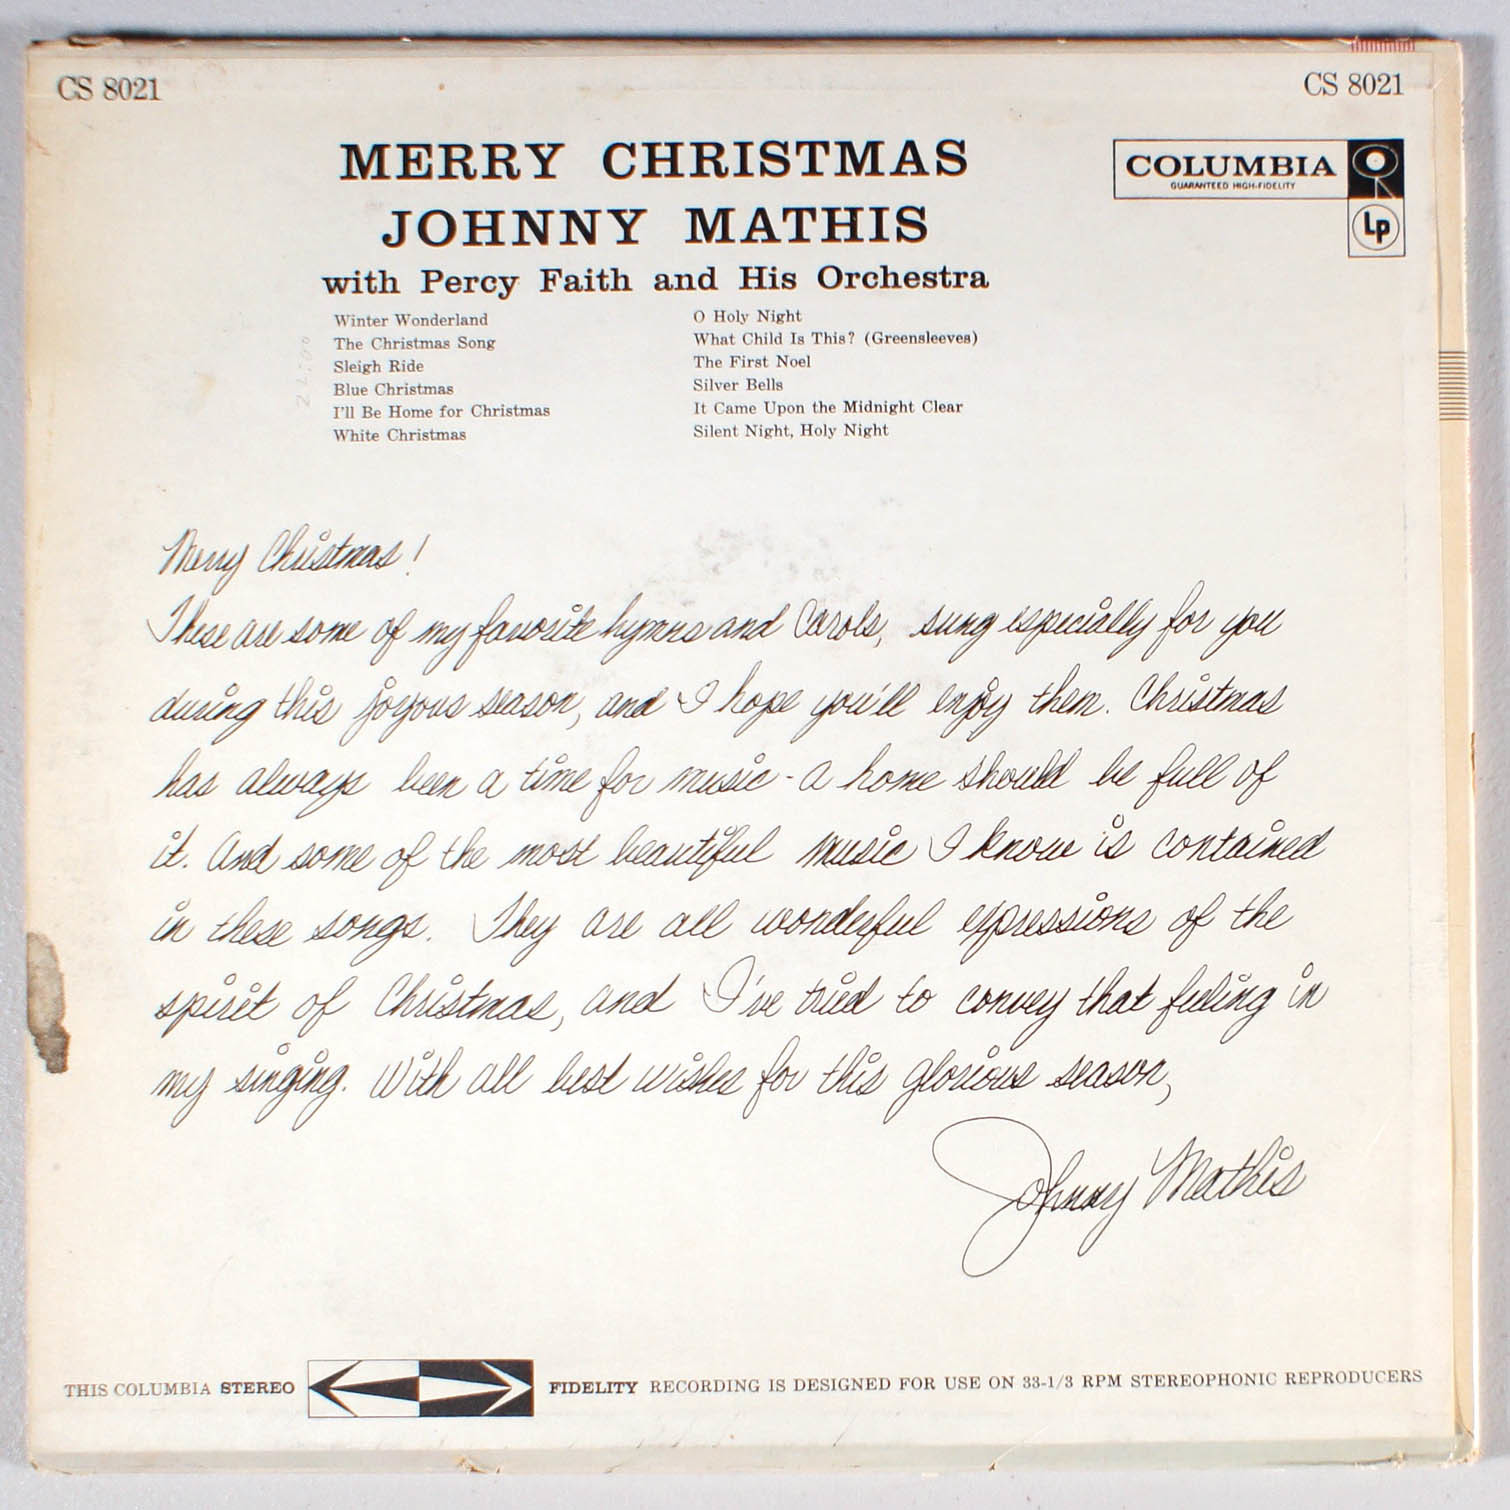 CS 8021
CS 8021
MERRY CHRISTMAS
JOHNNY MATHIS
with Percy Faith and His Orchestra
COLUMBIA
GUARANTEED HIGH-FIDELITY
Lp
Winter Wonderland
The Christmas Song
Sleigh Ride
Blue Christmas
I'll Be Home for Christmas
White Christmas
O Holy Night
What Child Is This? (Greensleeves)
The First Noel
Silver Bells
It Came Upon the Midnight Clear
Silent Night, Holy Night
Merry Christmas!
These are some of my favorite hymns and Carols, sung especially for you
during this joyous season, and I hope you'll enjoy them. Christmas
has always been a time for music - a home should be full of
it. And some of the most beautiful music I know is contained
in these songs. They are all wonderful expressions of the
spirit of Christmas, and I've tried to convey that feeling in
my singing. With all best wishes for this glorious season,
Johnny Mathis
THIS COLUMBIA STEREO FIDELITY RECORDING IS DESIGNED FOR USE ON 33-1/3 RPM STEREOPHONIC REPRODUCERS